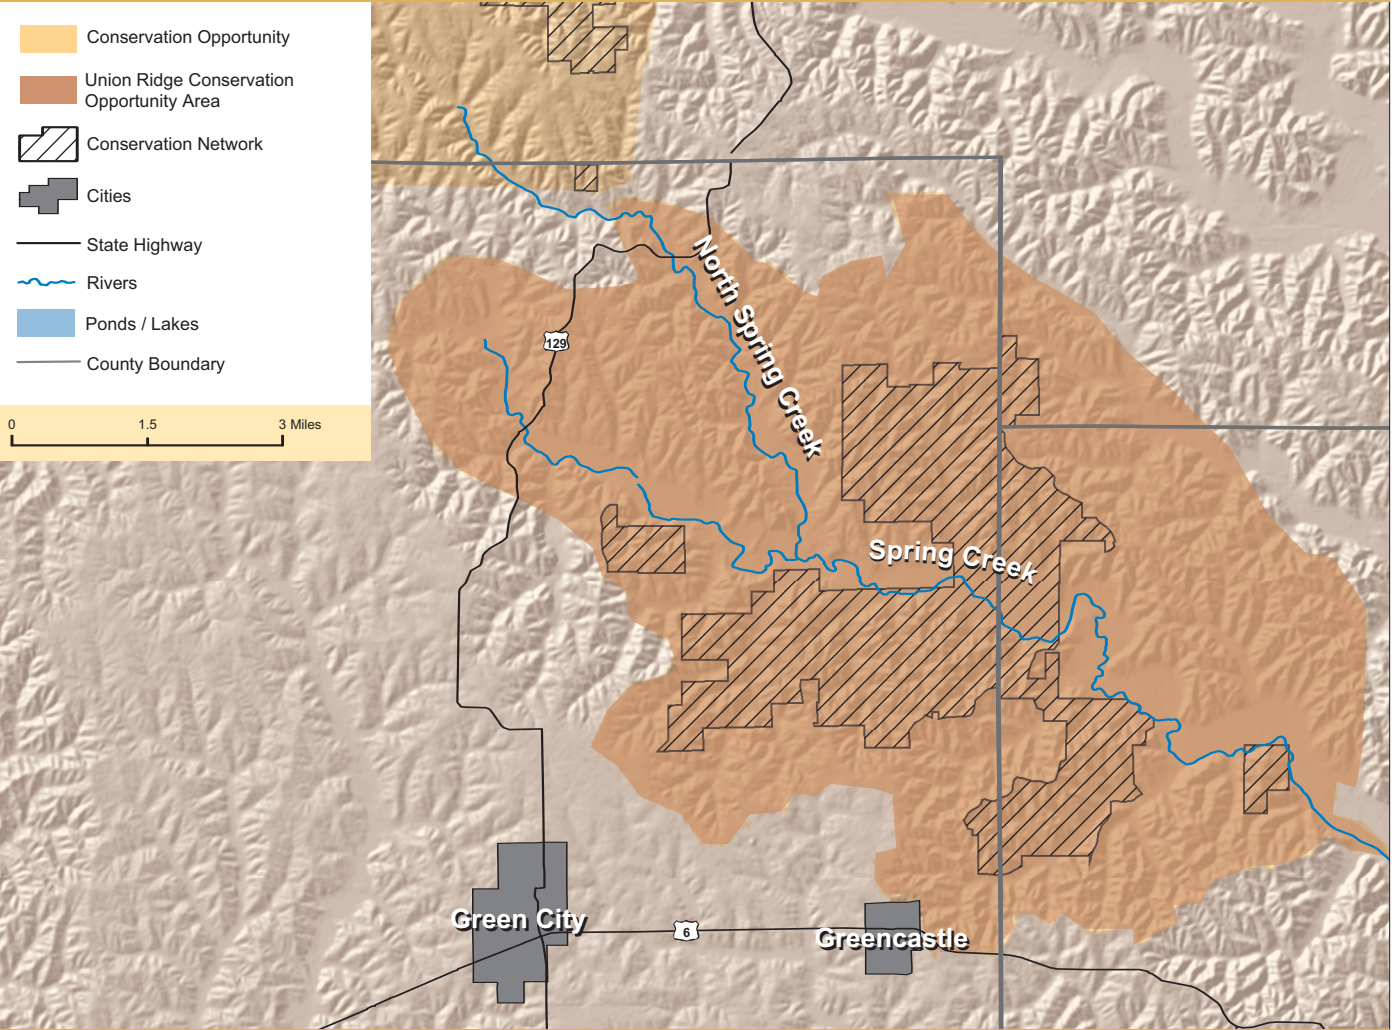 Conservation Opportunity
Union Ridge Conservation
Opportunity Area
Conservation Network
Cities
State Highway
Rivers
Ponds / Lakes
County Boundary
0 1.5 3 Miles
129
North Spring Creek
Spring Creek
Green City
6
Greencastle